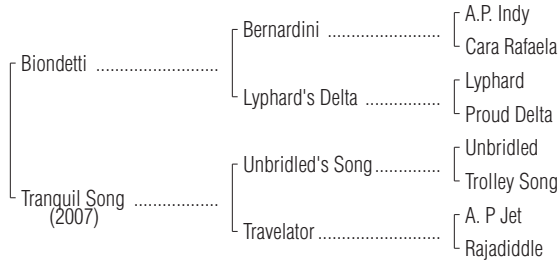 A.P. Indy
Bernardini
Cara Rafaela
Biondetti
Lyphard
Lyphard's Delta
Proud Delta
Unbridled
Unbridled's Song
Trolley Song
Tranquil Song
(2007)
A. P Jet
Travelator
Rajadiddle